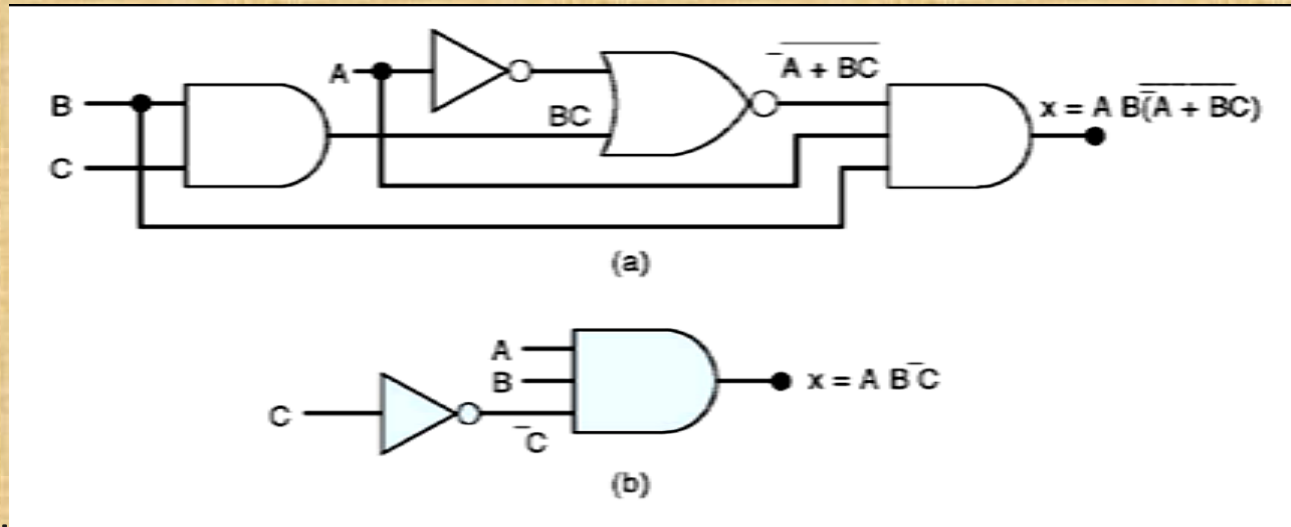 A
B
C
BC
‾A + BC
x = A B(A̅ + BC)
(a)
A
B
C
‾C
x = A B‾C
(b)